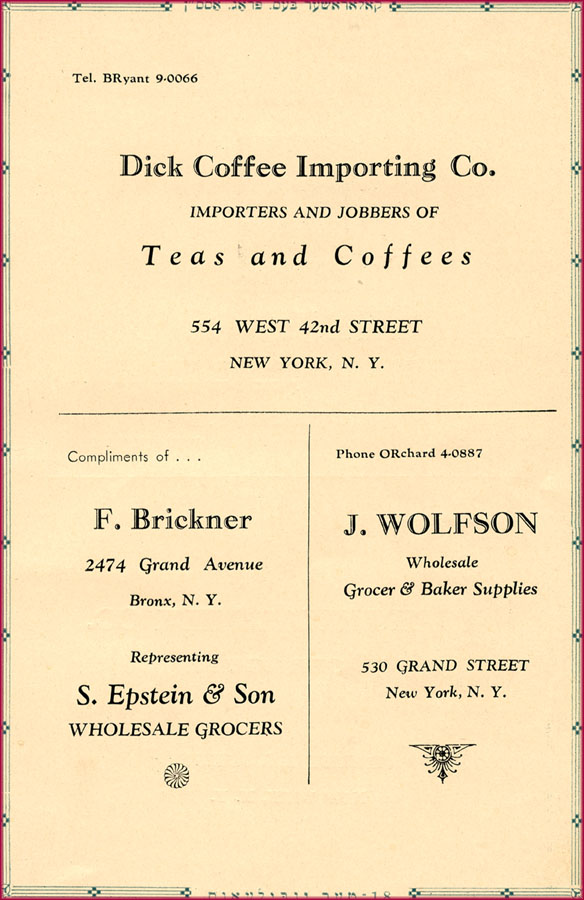 Tel. BRyant 9-0066
Dick Coffee Importing Co.
IMPORTERS AND JOBBERS OF
Teas and Coffees
554 WEST 42nd STREET
NEW YORK, N. Y.
Compliments of . . .
F. Brickner
2474 Grand Avenue
Bronx, N. Y.
Representing
S. Epstein & Son
WHOLESALE GROCERS
Phone ORchard 4-0887
J. WOLFSON
Wholesale
Grocer & Baker Supplies
530 GRAND STREET
New York, N. Y.